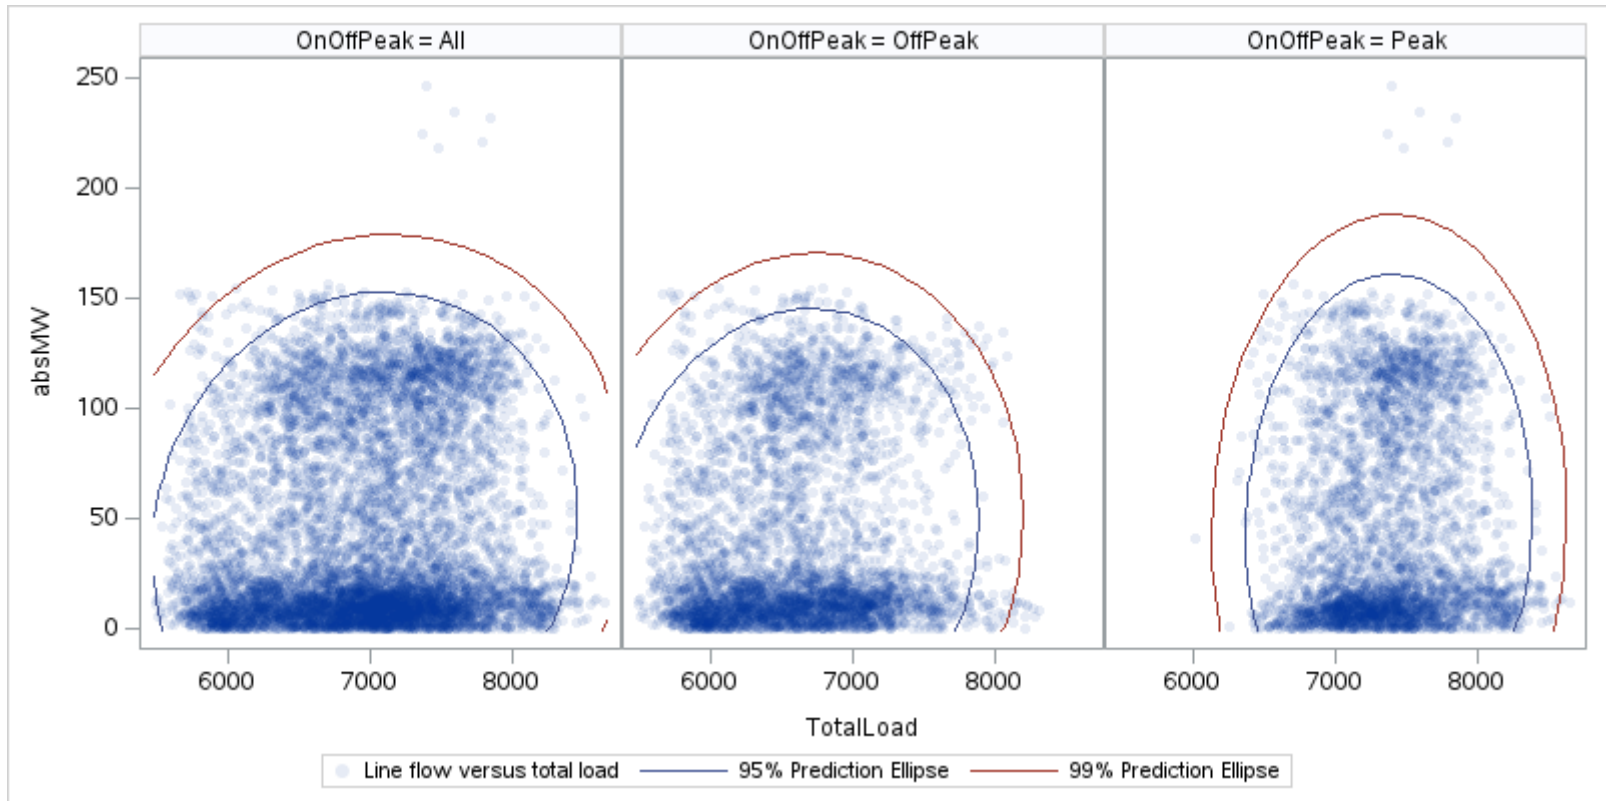 OnOffPeak = All
OnOffPeak = OffPeak
OnOffPeak = Peak
250
200
150
100
50
0
absMW
6000 7000 8000
6000 7000 8000
6000 7000 8000
TotalLoad
Line flow versus total load
95% Prediction Ellipse
99% Prediction Ellipse